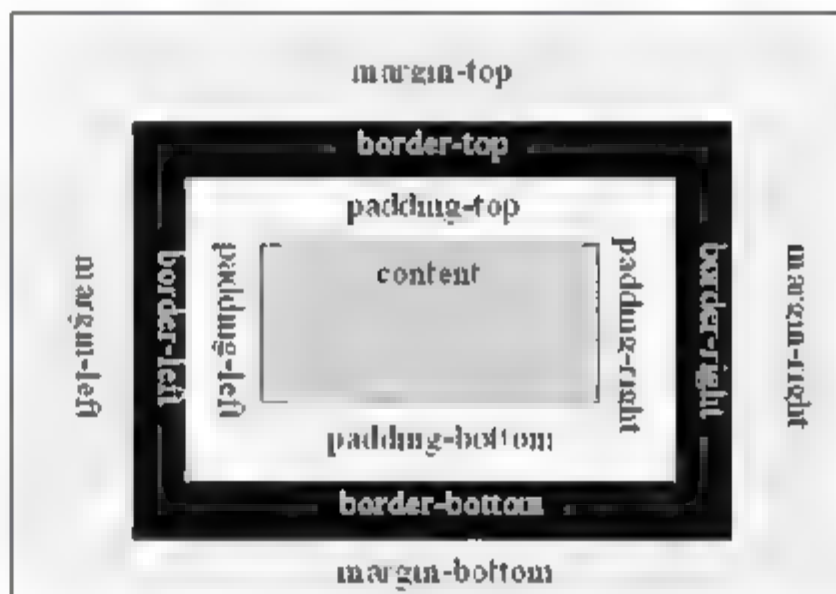 margin-top
border-top
padding-top
margin-left
border-left
padding-left
content
padding-right
border-right
margin-right
padding-bottom
border-bottom
margin-bottom